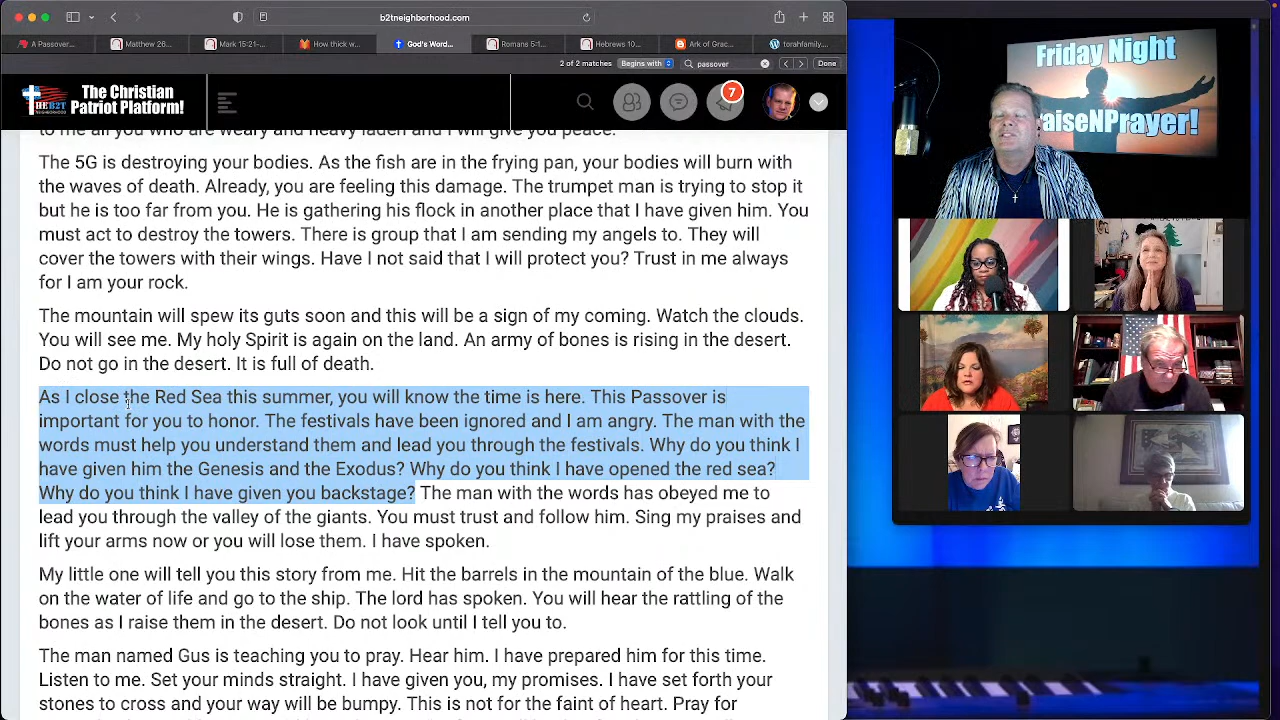 b2tneighborhood.com
A Passover...
Matthew 26...
Mark 15:21-...
How thick w...
God's Word...
Romans 5:1...
Hebrews 10...
Ark of Grac...
torahfamily...
2 of 2 matches
Begins with
passover
Done
The Christian
Patriot Platform!
7
to me all you who are weary and heavy laden and I will give you peace.
The 5G is destroying your bodies. As the fish are in the frying pan, your bodies will burn with
the waves of death. Already, you are feeling this damage. The trumpet man is trying to stop it
but he is too far from you. He is gathering his flock in another place that I have given him. You
must act to destroy the towers. There is group that I am sending my angels to. They will
cover the towers with their wings. Have I not said that I will protect you? Trust in me always
for I am your rock.
The mountain will spew its guts soon and this will be a sign of my coming. Watch the clouds.
You will see me. My holy Spirit is again on the land. An army of bones is rising in the desert.
Do not go in the desert. It is full of death.
As I close the Red Sea this summer, you will know the time is here. This Passover is
important for you to honor. The festivals have been ignored and I am angry. The man with the
words must help you understand them and lead you through the festivals. Why do you think I
have given him the Genesis and the Exodus? Why do you think I have opened the red sea?
Why do you think I have given you backstage? The man with the words has obeyed me to
lead you through the valley of the giants. You must trust and follow him. Sing my praises and
lift your arms now or you will lose them. I have spoken.
My little one will tell you this story from me. Hit the barrels in the mountain of the blue. Walk
on the water of life and go to the ship. The lord has spoken. You will hear the rattling of the
bones as I raise them in the desert. Do not look until I tell you to.
The man named Gus is teaching you to pray. Hear him. I have prepared him for this time.
Listen to me. Set your minds straight. I have given you, my promises. I have set forth your
stones to cross and your way will be bumpy. This is not for the faint of heart. Pray for
Friday Night
raiseNPrayer!